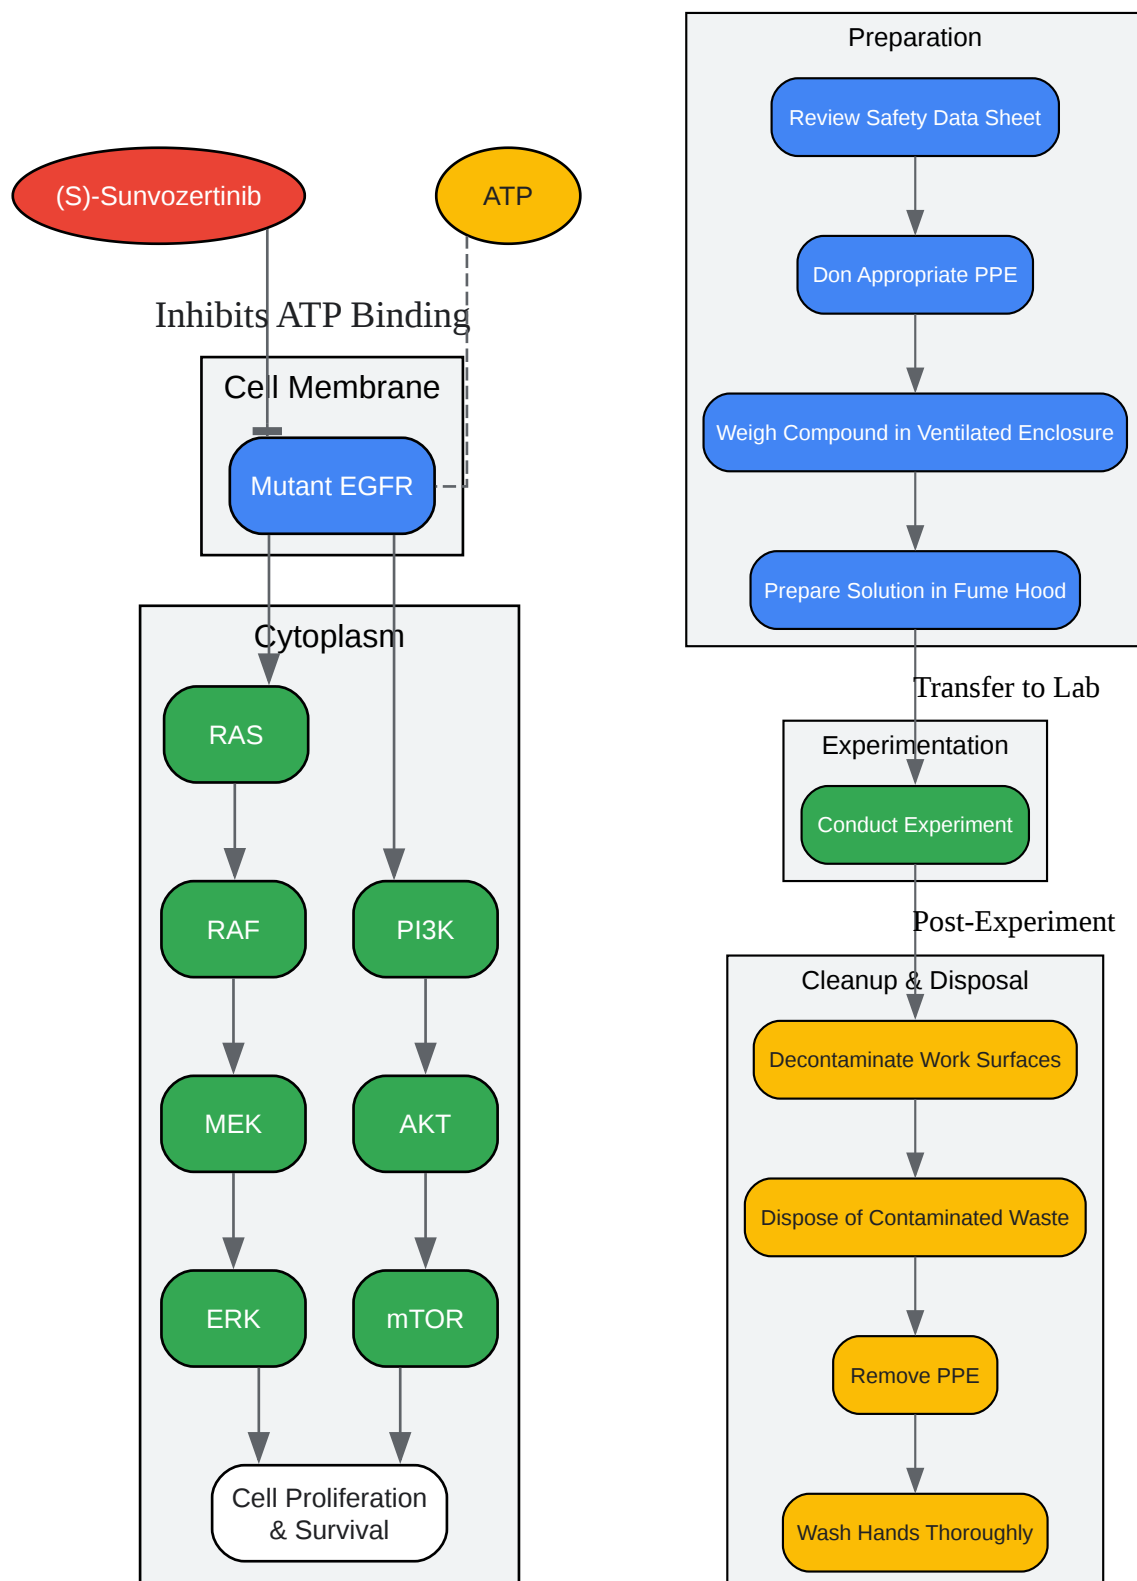 (S)-Sunvozertinib
ATP
Inhibits ATP Binding
Cell Membrane
Mutant EGFR
Cytoplasm
RAS
RAF
PI3K
MEK
AKT
ERK
mTOR
Cell Proliferation
& Survival
Preparation
Review Safety Data Sheet
Don Appropriate PPE
Weigh Compound in Ventilated Enclosure
Prepare Solution in Fume Hood
Transfer to Lab
Experimentation
Conduct Experiment
Post-Experiment
Cleanup & Disposal
Decontaminate Work Surfaces
Dispose of Contaminated Waste
Remove PPE
Wash Hands Thoroughly